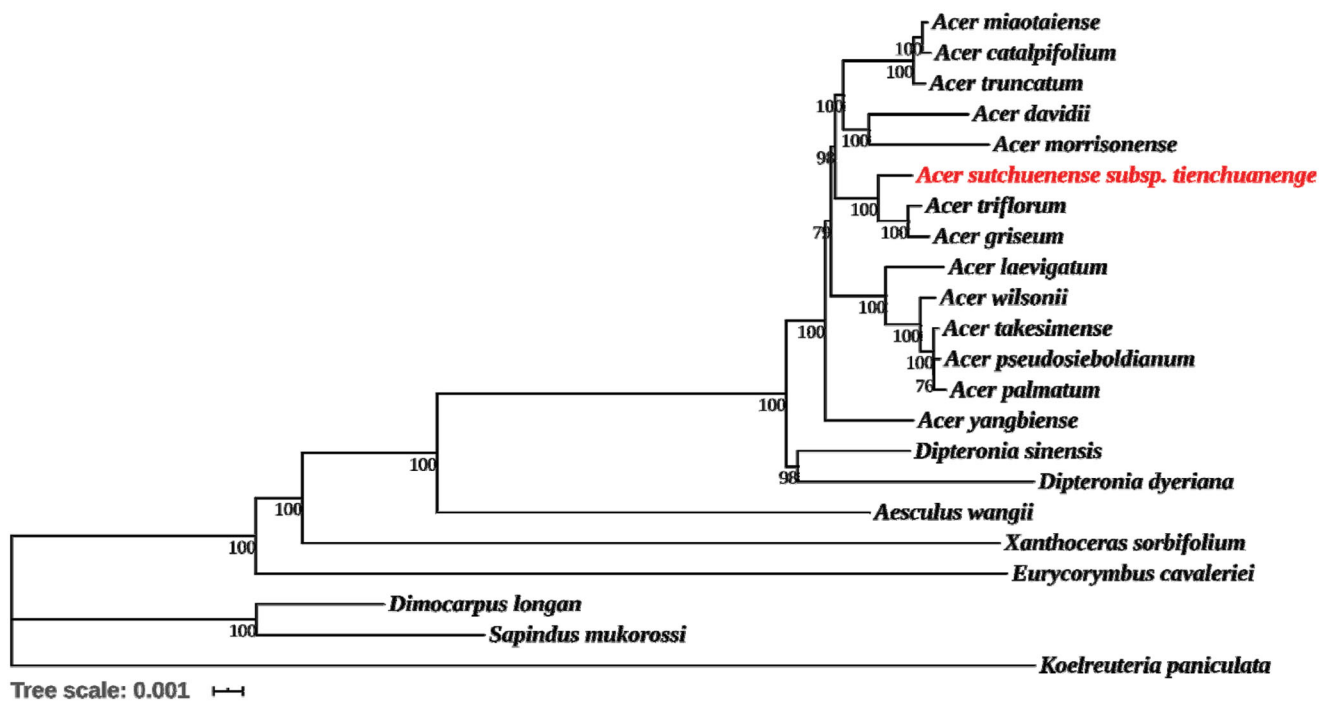 Acer miaotaiense
100
Acer catalpifolium
100
Acer truncatum
100
Acer davidii
100
Acer morrisonense
98
Acer sutchuenense subsp. tienchuanenge
100
Acer triflorum
100
Acer griseum
79
Acer laevigatum
100
Acer wilsonii
100
Acer takesimense
100
Acer pseudosieboldianum
100
76
Acer palmatum
100
Acer yangbiense
Dipteronia sinensis
100
98
Dipteronia dyeriana
Aesculus wangii
100
Xanthoceras sorbifolium
100
Eurycorymbus cavaleriei
Dimocarpus longan
100
Sapindus mukorossi
Koelreuteria paniculata
Tree scale: 0.001